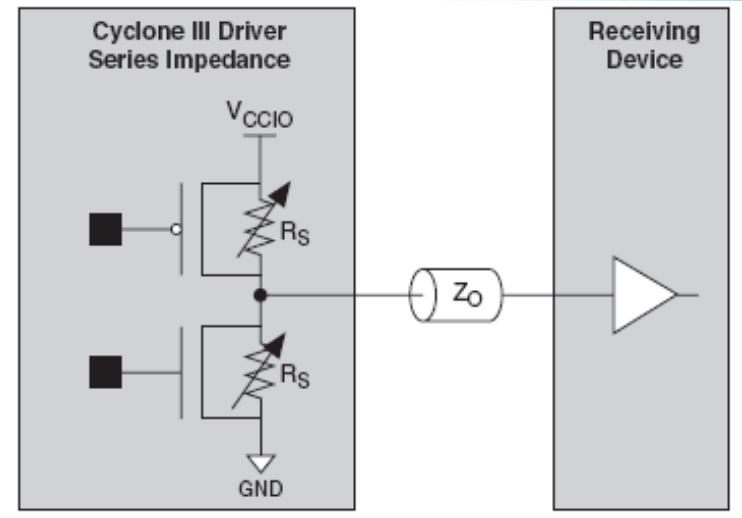 Cyclone III Driver
Series Impedance
Receiving
Device
VCCIO
RS
ZO
RS
GND